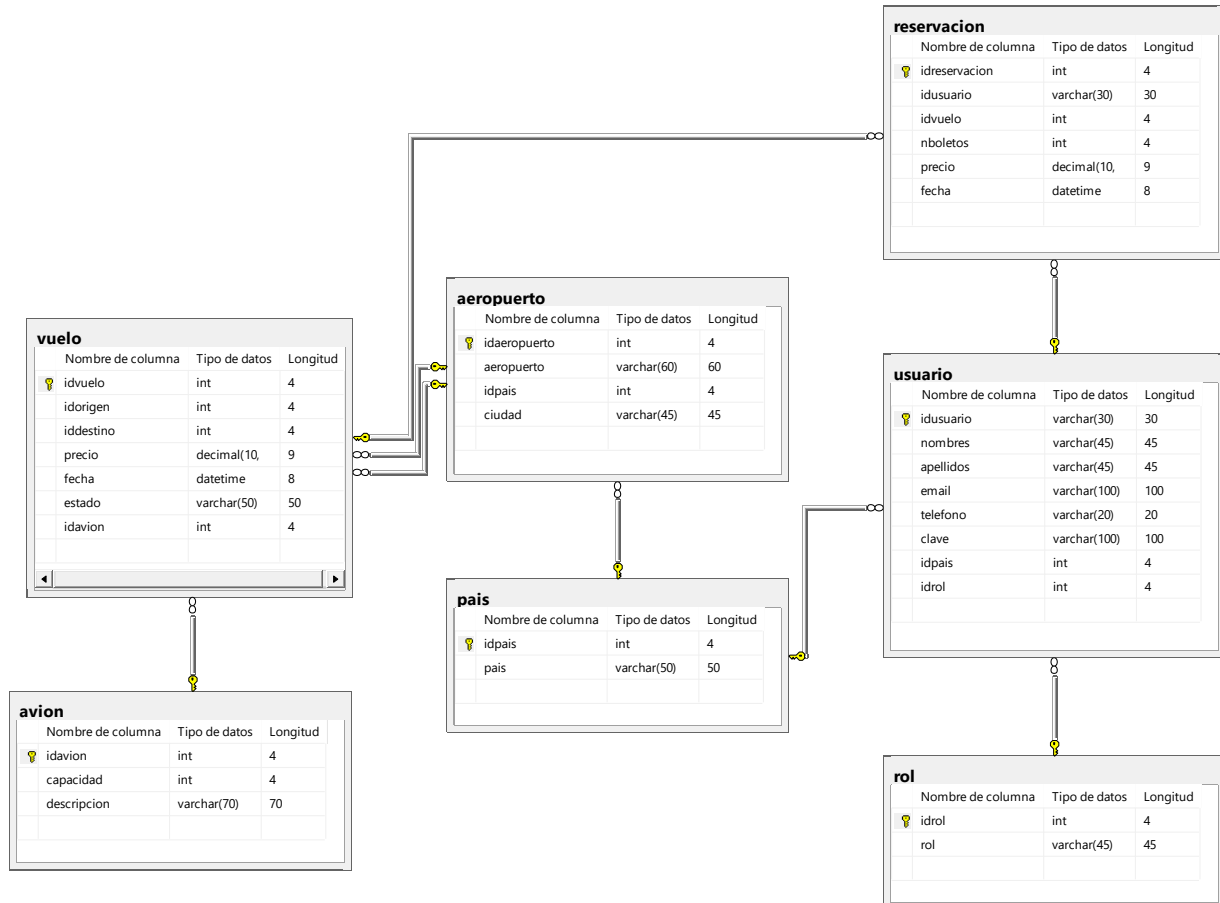 reservacion
Nombre de columna Tipo de datos Longitud
idreservacion int 4
idusuario varchar(30) 30
idvuelo int 4
nboletos int 4
precio decimal(10, 9
fecha datetime 8
aeropuerto
Nombre de columna Tipo de datos Longitud
idaeropuerto int 4
aeropuerto varchar(60) 60
idpais int 4
ciudad varchar(45) 45
vuelo
Nombre de columna Tipo de datos Longitud
idvuelo int 4
idorigen int 4
iddestino int 4
precio decimal(10, 9
fecha datetime 8
estado varchar(50) 50
idavion int 4
usuario
Nombre de columna Tipo de datos Longitud
idusuario varchar(30) 30
nombres varchar(45) 45
apellidos varchar(45) 45
email varchar(100) 100
telefono varchar(20) 20
clave varchar(100) 100
idpais int 4
idrol int 4
pais
Nombre de columna Tipo de datos Longitud
idpais int 4
pais varchar(50) 50
avion
Nombre de columna Tipo de datos Longitud
idavion int 4
capacidad int 4
descripcion varchar(70) 70
rol
Nombre de columna Tipo de datos Longitud
idrol int 4
rol varchar(45) 45